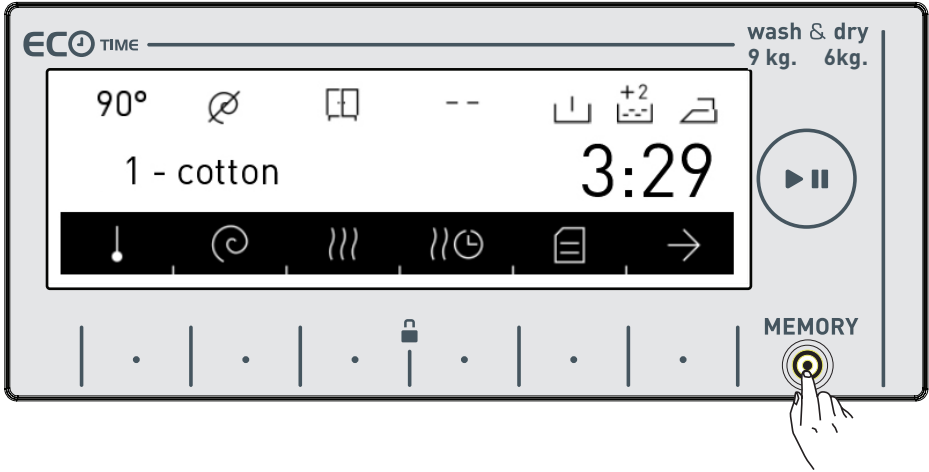 ECO TIME
wash & dry
9 kg. 6kg.
90° -- +2
1 - cotton 3:29
MEMORY